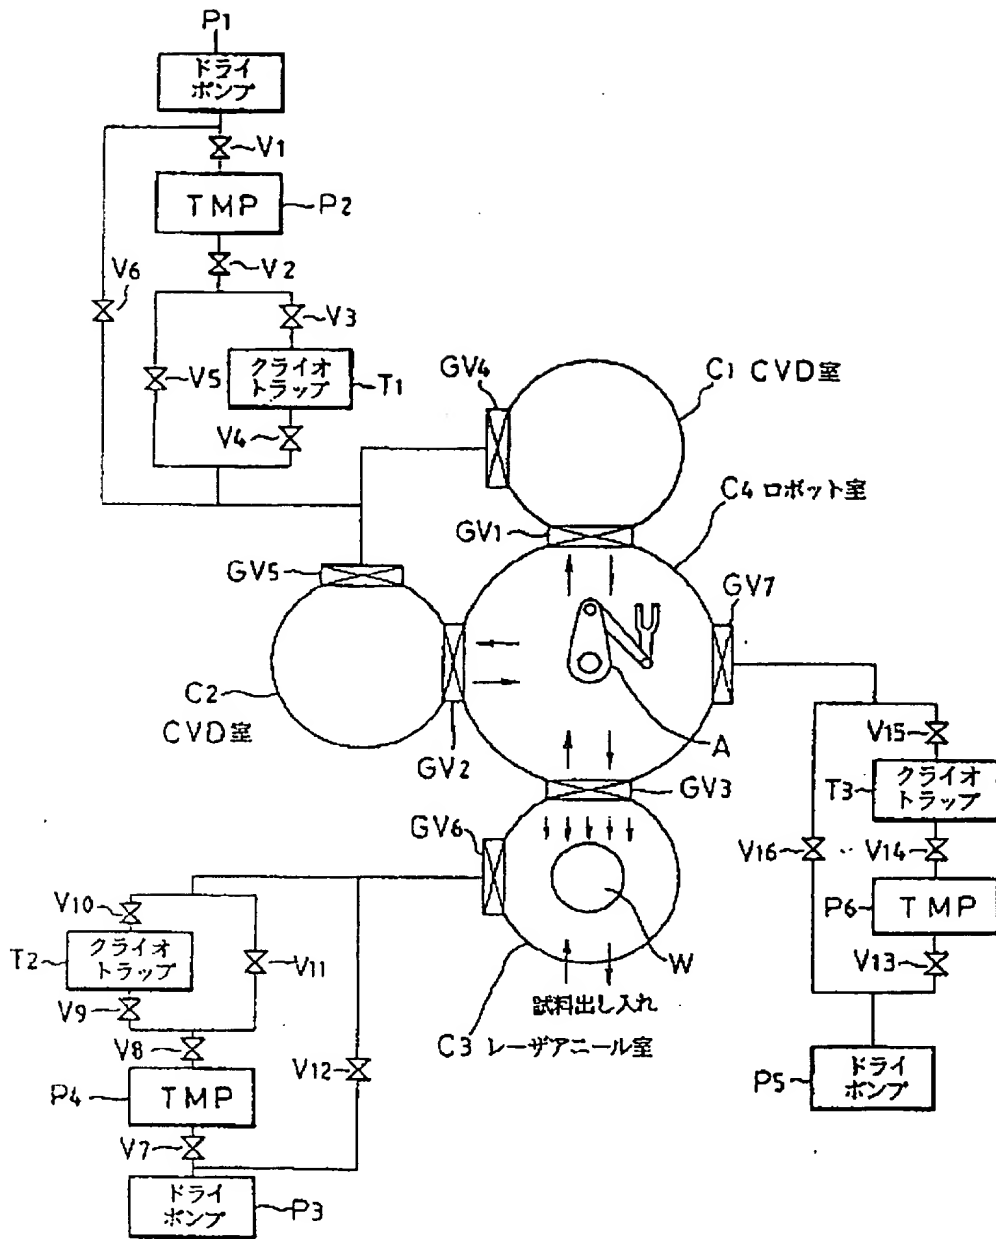 P1
ドライ
ポンプ
V1
TMP
P2
V2
V6
V3
V5
クライオ
トラップ
T1
V4
GV4
C1 CVD室
C4 ロボット室
GV1
GV5
GV7
C2
CVD室
GV2
A
GV3
V15
T3
クライオ
トラップ
GV6
V16
V14
P6
TMP
V10
T2
クライオ
トラップ
V11
W
V13
V9
試料出し入れ
V8
C3 レーザアニール室
V12
P5
ドライ
ポンプ
P4
TMP
V7
ドライ
ポンプ
P3